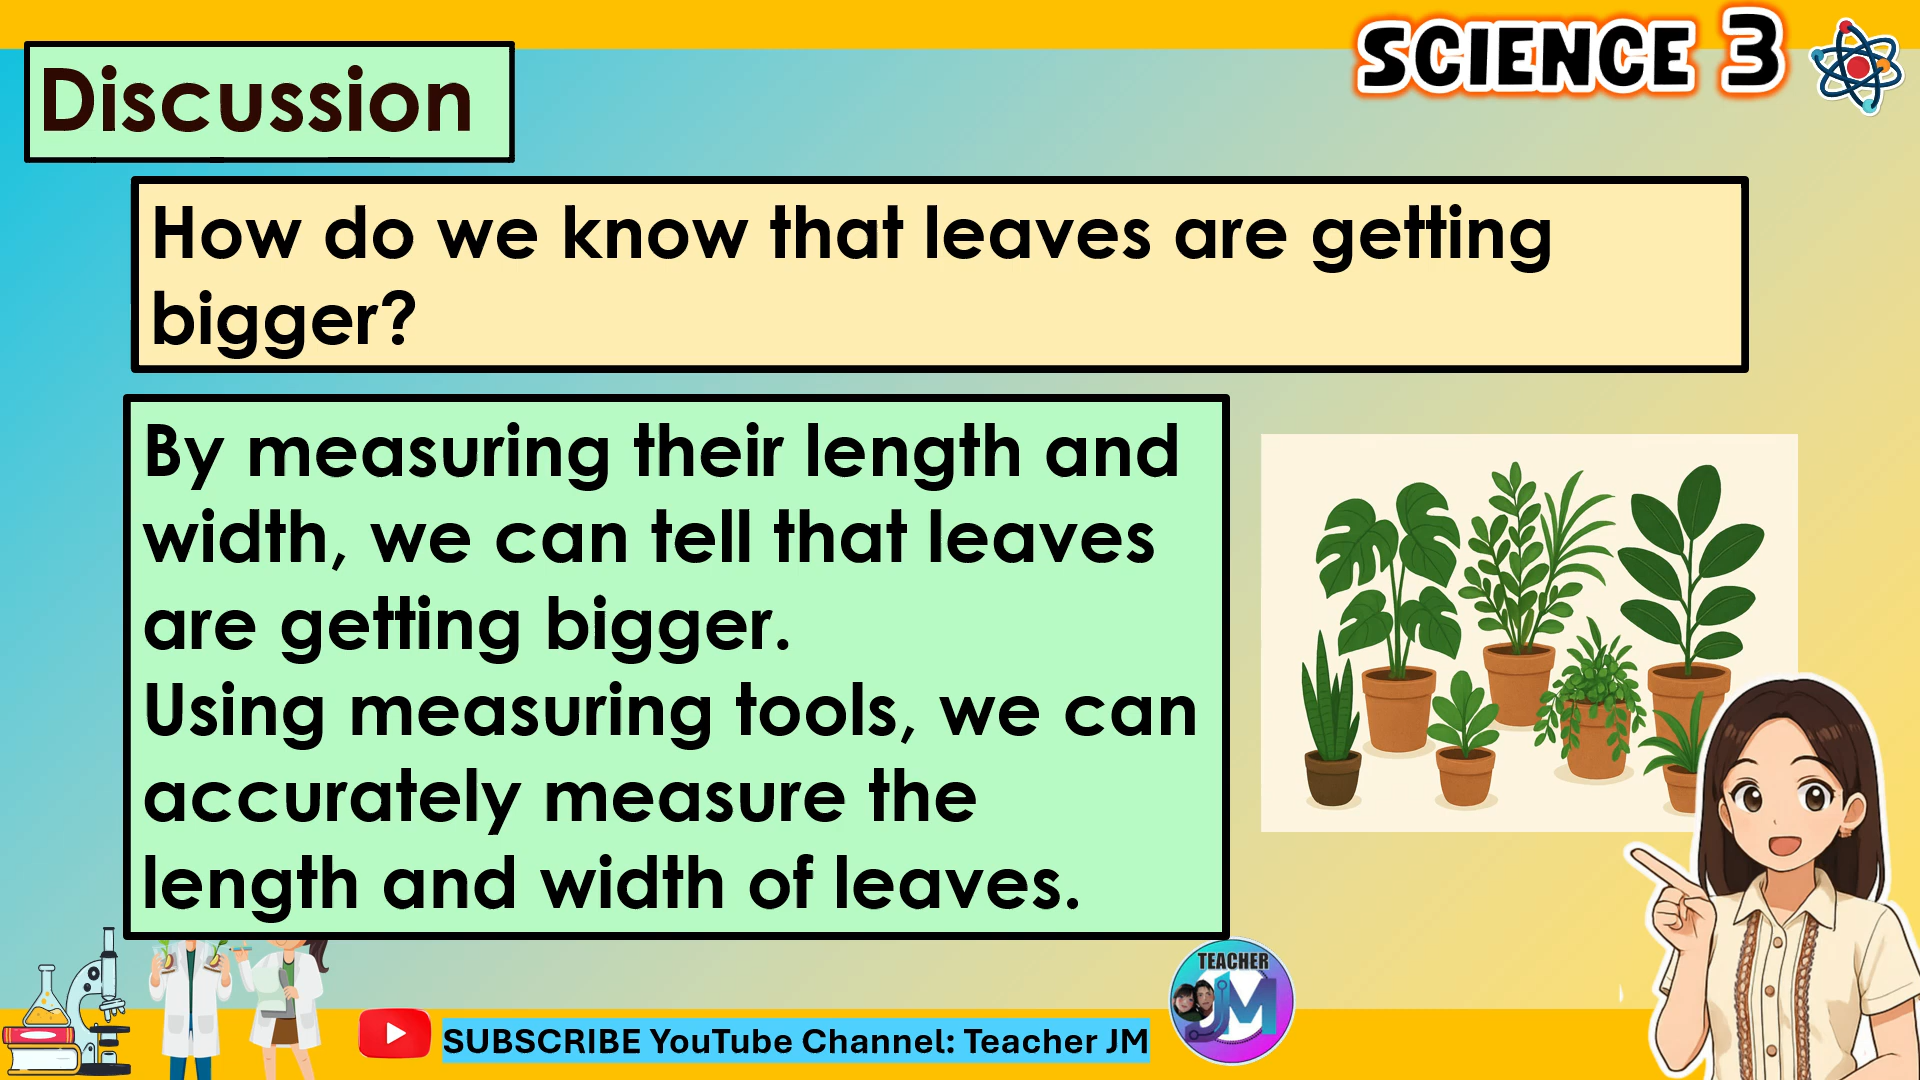 SCIENCE 3
Discussion
How do we know that leaves are getting
bigger?
By measuring their length and
width, we can tell that leaves
are getting bigger.
Using measuring tools, we can
accurately measure the
length and width of leaves.
TEACHER
JM
SUBSCRIBE YouTube Channel: Teacher JM